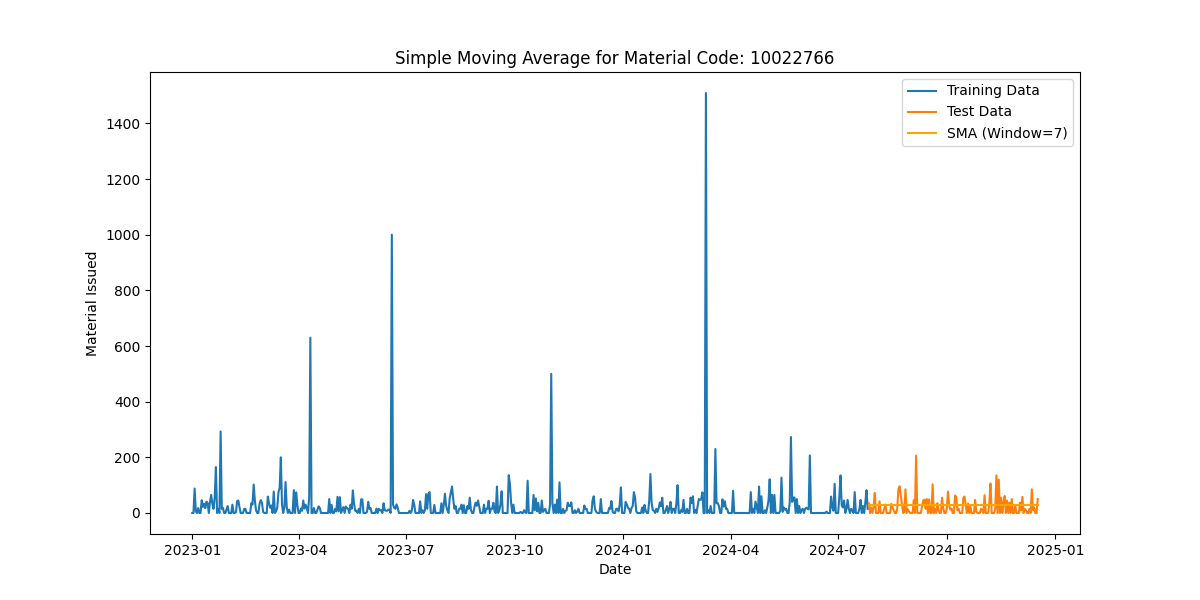 Simple Moving Average for Material Code: 10022766
Training Data
Test Data
SMA (Window=7)
Material Issued
1400
1200
1000
800
600
400
200
0
2023-01 2023-04 2023-07 2023-10 2024-01 2024-04 2024-07 2024-10 2025-01
Date